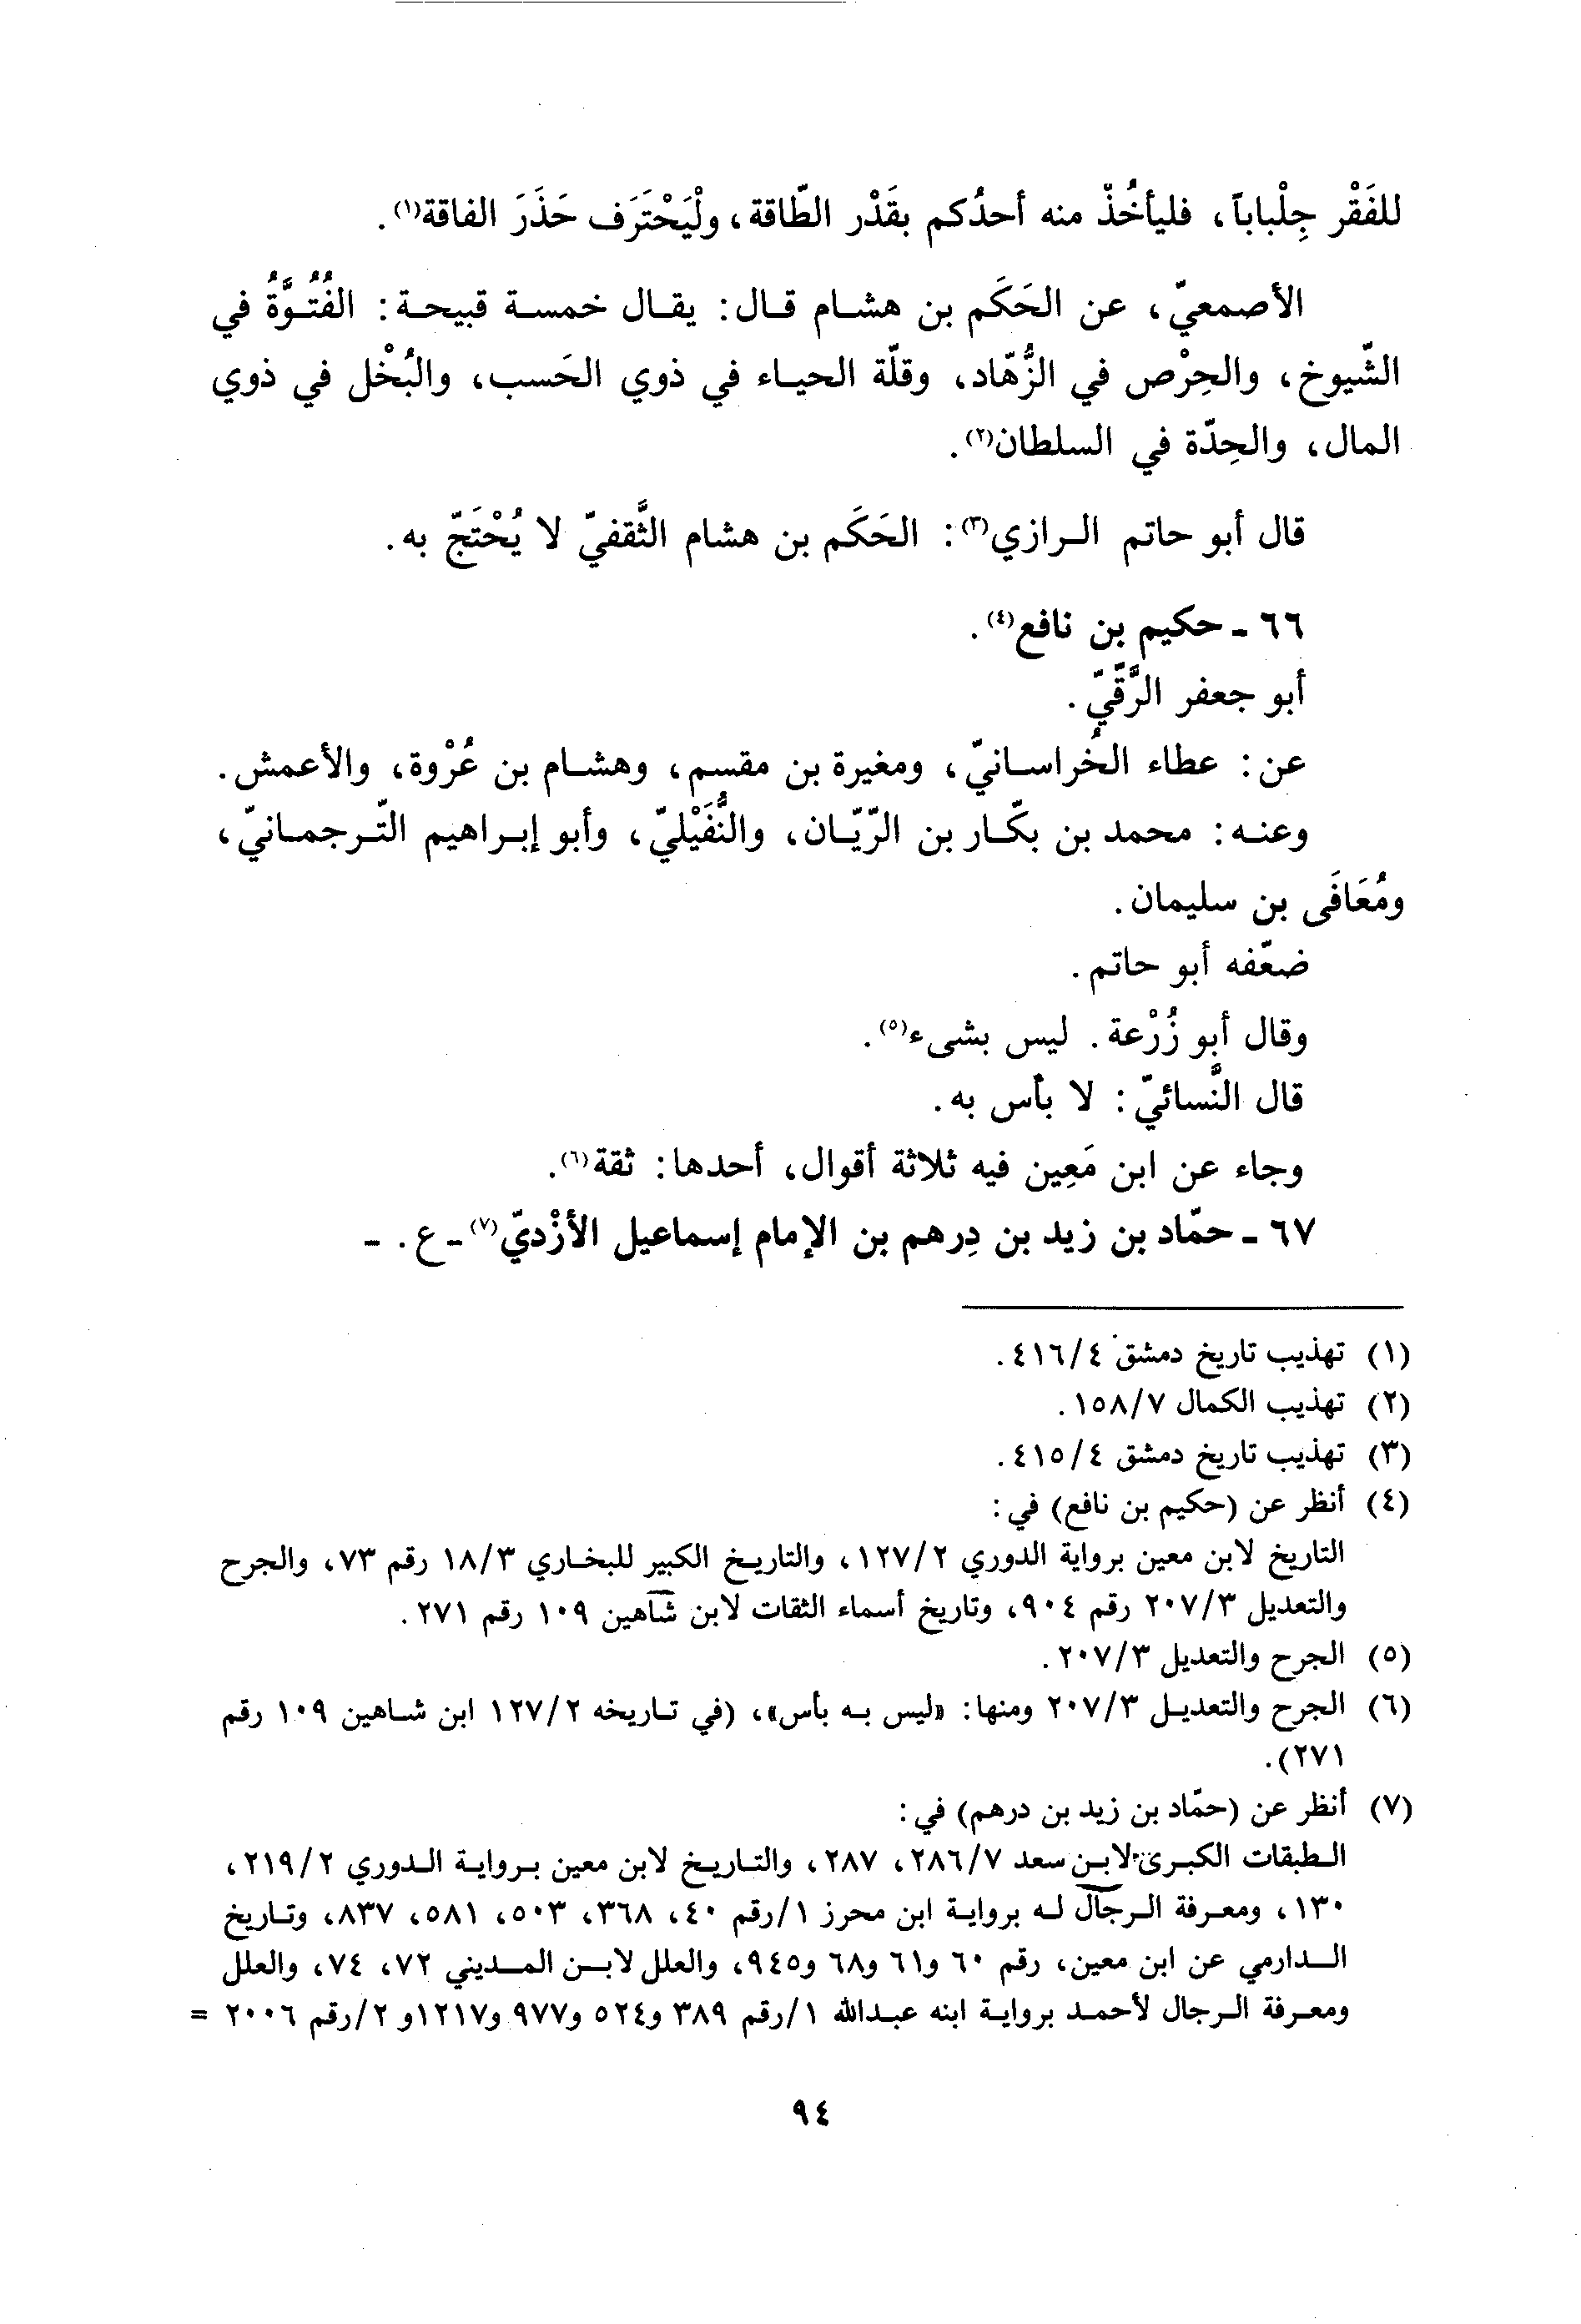 للفَقْر جِلْباباً، فليأخُذْ منه أحدُكم بقَدْر الطّاقة، ولْيَحْتَرَف حَذَرَ الفاقة(١).
الأصمعيّ، عن الحَكَم بن هشام قال: يقال خمسة قبيحة: الفُتُوَّةُ في
الشّيوخ، والحِرْص في الزُّهّاد، وقلّة الحياء في ذوي الحَسب، والبُخْل في ذوي
المال، والحِدّة في السلطان(٢).
قال أبو حاتم الرازي(٣): الحَكَم بن هشام الثَّقفيّ لا يُحْتَجّ به.
٦٦ - حكيم بن نافع(٤).
أبو جعفر الرَّقّيّ.
عن: عطاء الخُراسانيّ، ومغيرة بن مقسم، وهشام بن عُرْوة، والأعمش.
وعنه: محمد بن بكّار بن الرّيّان، والنُّفَيْليّ، وأبو إبراهيم التّرجمانيّ،
ومُعَافَى بن سليمان.
ضعّفه أبو حاتم.
وقال أبو زُرْعة. ليس بشىء(٥).
قال النَّسائيّ: لا بأس به.
وجاء عن ابن مَعِين فيه ثلاثة أقوال، أحدها: ثقة(٦).
٦٧ - حمّاد بن زيد بن دِرهم بن الإمام إسماعيل الأزْديّ(٧) - ع. -
(١) تهذيب تاريخ دمشق ٤/٤١٦.
(٢) تهذيب الكمال ٧/١٥٨.
(٣) تهذيب تاريخ دمشق ٤/٤١٥.
(٤) أنظر عن (حكيم بن نافع) في:
التاريخ لابن معين برواية الدوري ٢/١٢٧، والتاريخ الكبير للبخاري ٣/١٨ رقم ٧٣، والجرح
والتعديل ٣/٢٠٧ رقم ٩٠٤، وتاريخ أسماء الثقات لابن شاهين ١٠٩ رقم ٢٧١.
(٥) الجرح والتعديل ٣/٢٠٧.
(٦) الجرح والتعديل ٣/٢٠٧ ومنها: «ليس به بأس»، (في تاريخه ٢/١٢٧ ابن شاهين ١٠٩ رقم
٢٧١).
(٧) أنظر عن (حمّاد بن زيد بن درهم) في:
الطبقات الكبرى لابن سعد ٧/٢٨٦، ٢٨٧، والتاريخ لابن معين برواية الدوري ٢/٢١٩،
١٣٠، ومعرفة الرجال له برواية ابن محرز ١/رقم ٤٠، ٣٦٨، ٥٠٣، ٥٨١، ٨٣٧، وتاريخ
الدارمي عن ابن معين، رقم ٦٠ و٦١ و٦٨ و٩٤٥، والعلل لابن المديني ٧٢، ٧٤، والعلل
ومعرفة الرجال لأحمد برواية ابنه عبدالله ١/رقم ٣٨٩ و٥٢٤ و٩٧٧ و١٢١٧ و٢/رقم ٢٠٠٦ =
٩٤